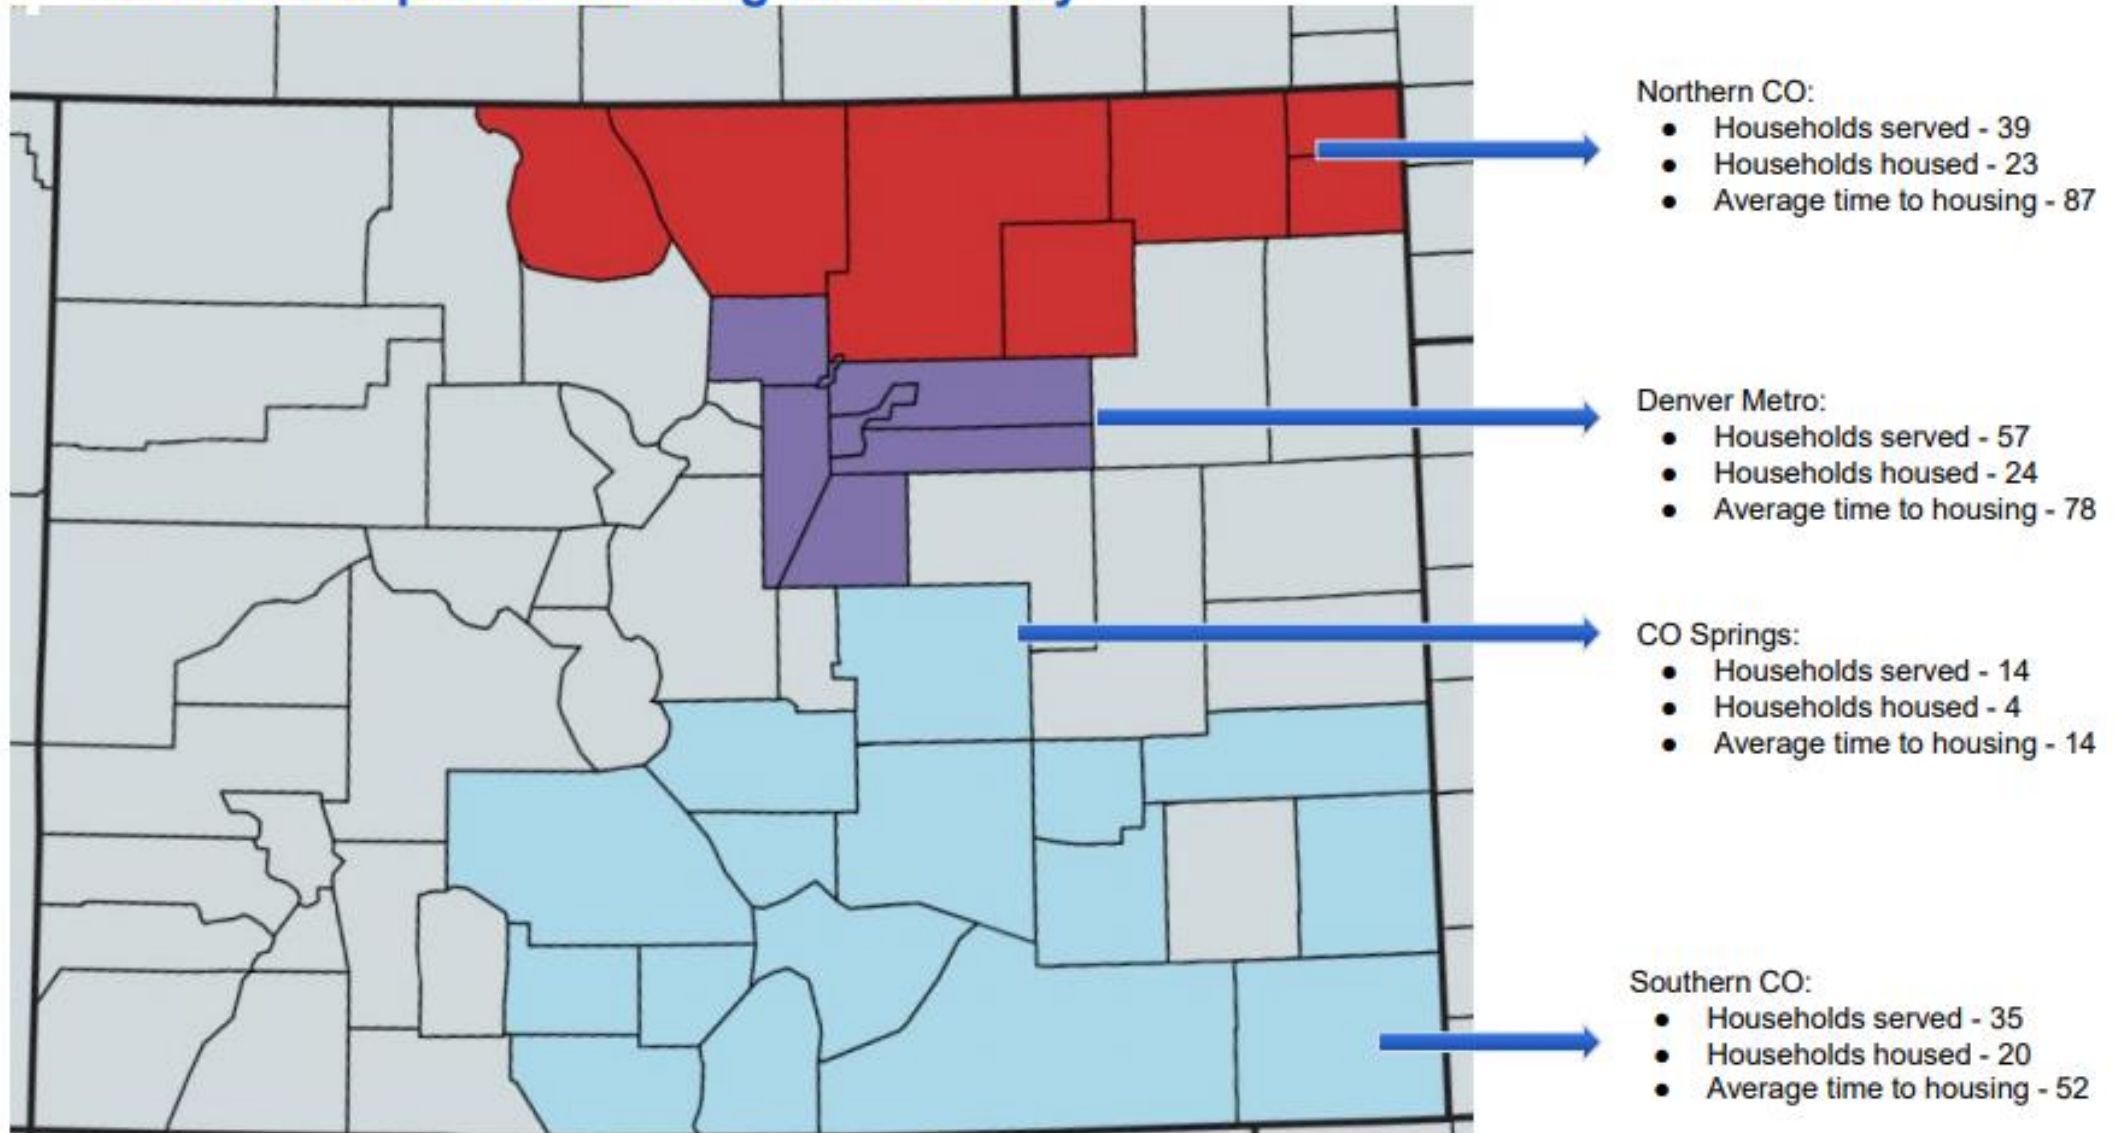 Northern CO:
● Households served - 39
● Households housed - 23
● Average time to housing - 87
Denver Metro:
● Households served - 57
● Households housed - 24
● Average time to housing - 78
CO Springs:
● Households served - 14
● Households housed - 4
● Average time to housing - 14
Southern CO:
● Households served - 35
● Households housed - 20
● Average time to housing - 52